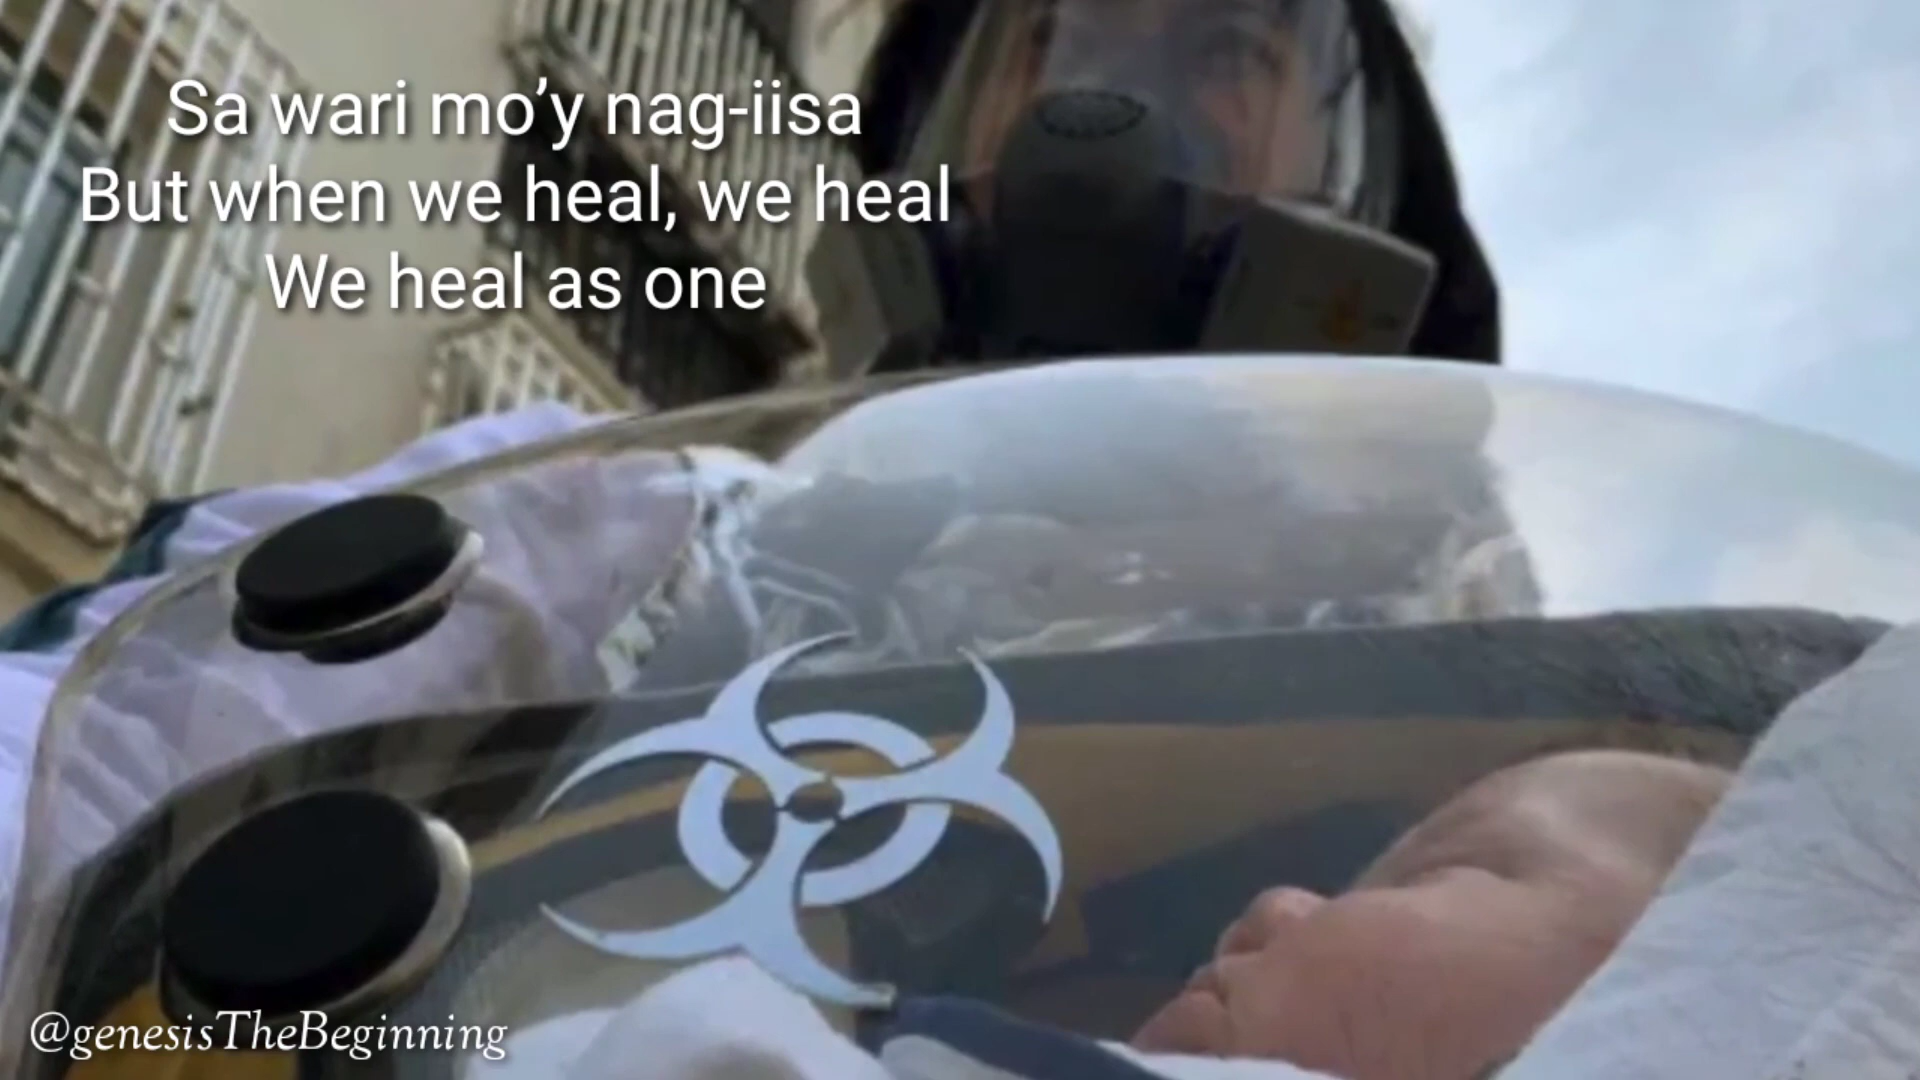 Sa wari mo’y nag-iisa
But when we heal, we heal
We heal as one
@genesisTheBeginning